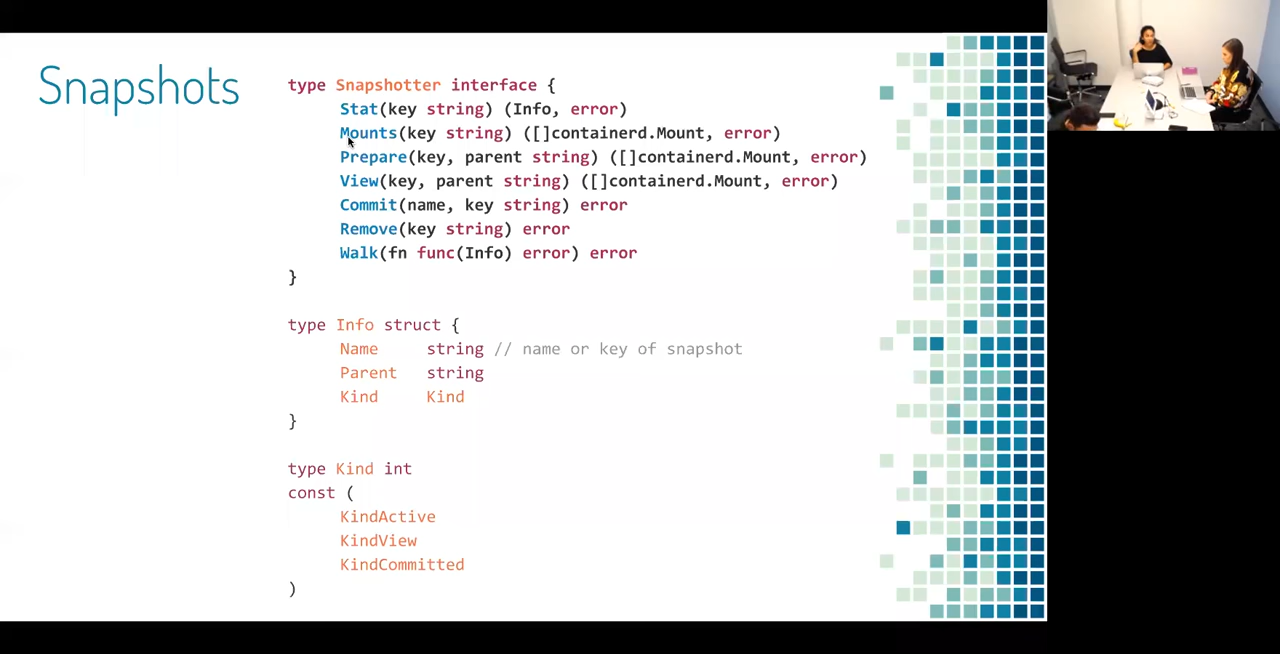 Snapshots
type Snapshotter interface {
Stat(key string) (Info, error)
Mounts(key string) ([]containerd.Mount, error)
Prepare(key, parent string) ([]containerd.Mount, error)
View(key, parent string) ([]containerd.Mount, error)
Commit(name, key string) error
Remove(key string) error
Walk(fn func(Info) error) error
}
type Info struct {
Name string // name or key of snapshot
Parent string
Kind Kind
}
type Kind int
const (
KindActive
KindView
KindCommitted
)